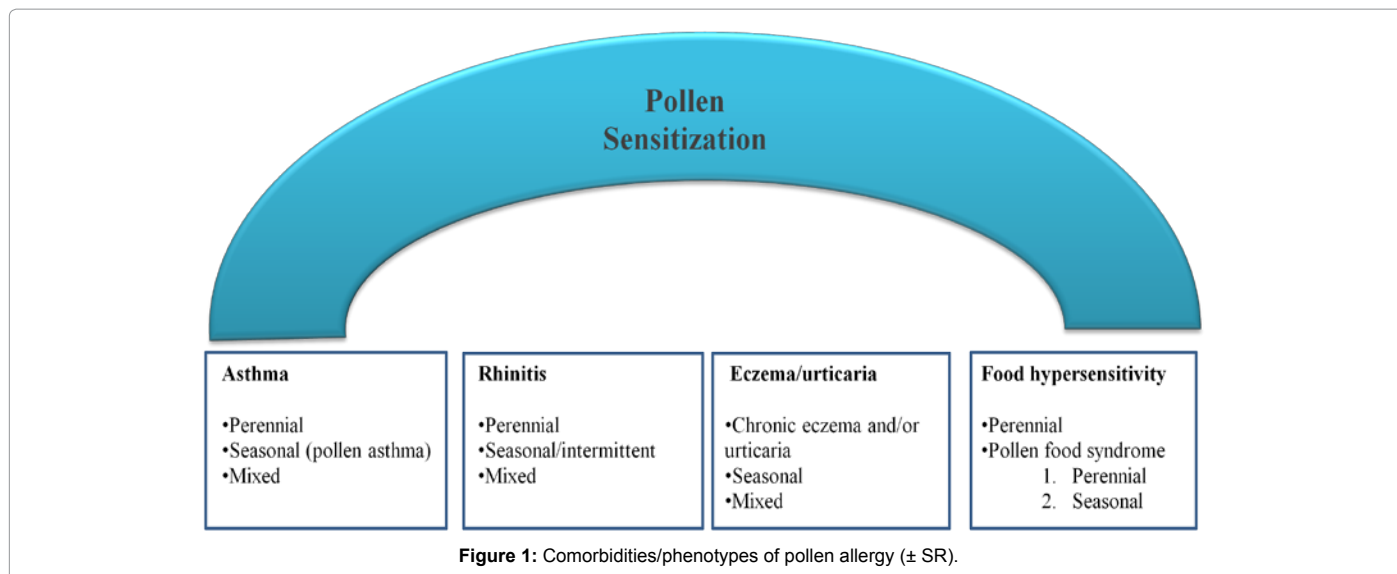 Pollen
Sensitization
Asthma
•Perennial
•Seasonal (pollen asthma)
•Mixed
Rhinitis
•Perennial
•Seasonal/intermittent
•Mixed
Eczema/urticaria
•Chronic eczema and/or
urticaria
•Seasonal
•Mixed
Food hypersensitivity
•Perennial
•Pollen food syndrome
1. Perennial
2. Seasonal
Figure 1: Comorbidities/phenotypes of pollen allergy (± SR).